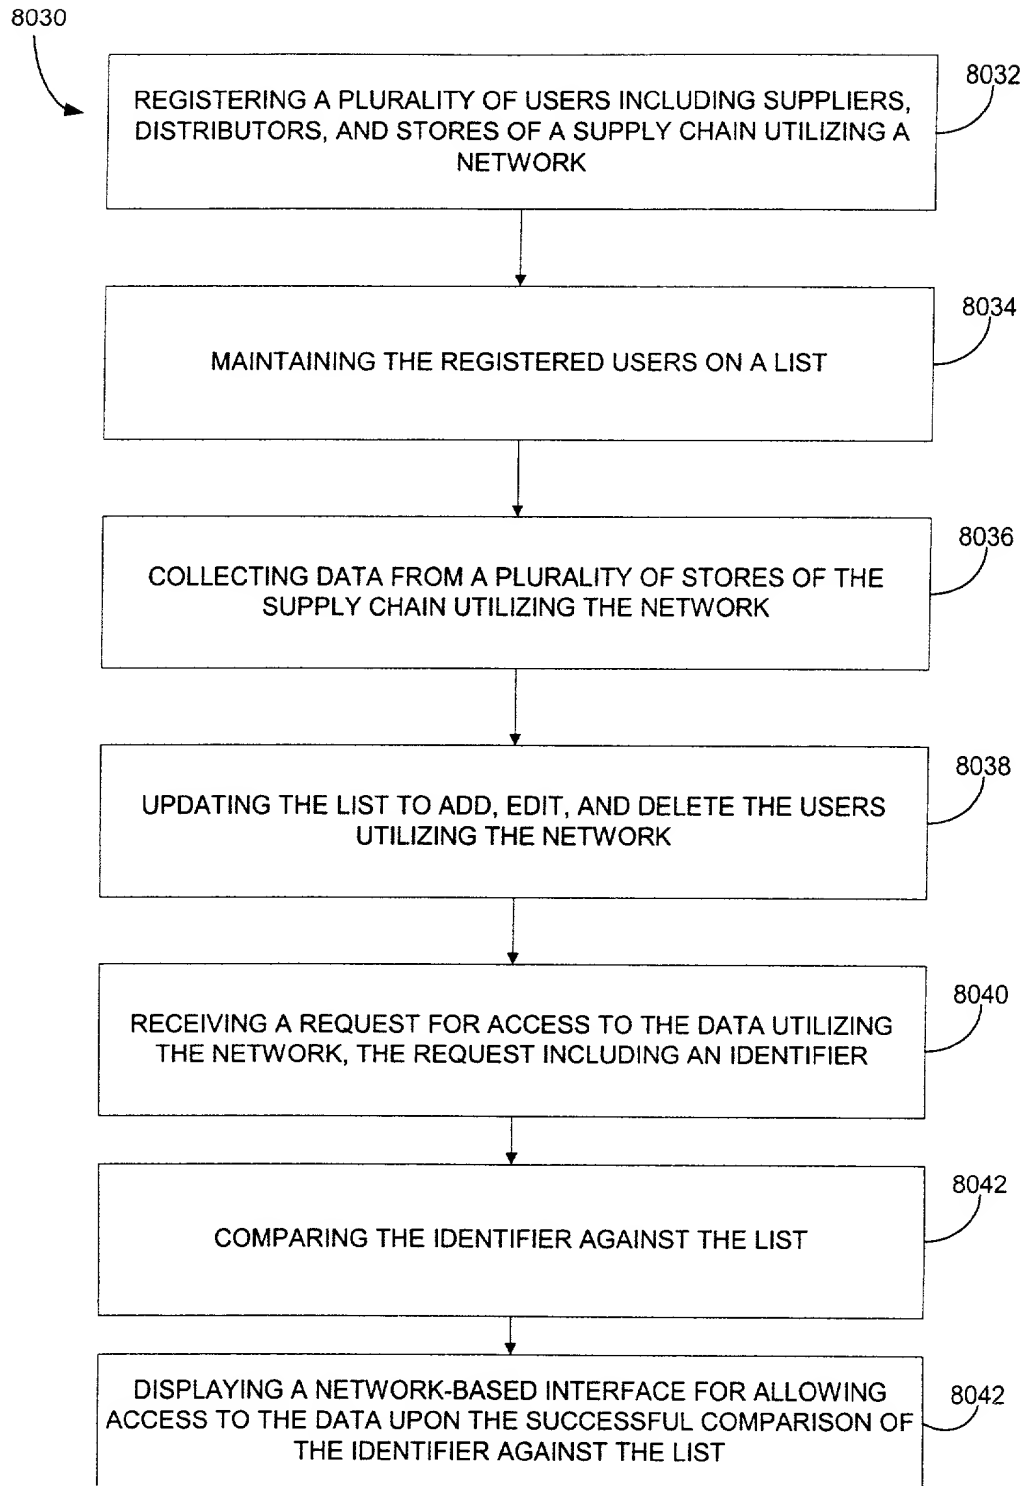 8030
8032
REGISTERING A PLURALITY OF USERS INCLUDING SUPPLIERS,
DISTRIBUTORS, AND STORES OF A SUPPLY CHAIN UTILIZING A
NETWORK
8034
MAINTAINING THE REGISTERED USERS ON A LIST
8036
COLLECTING DATA FROM A PLURALITY OF STORES OF THE
SUPPLY CHAIN UTILIZING THE NETWORK
8038
UPDATING THE LIST TO ADD, EDIT, AND DELETE THE USERS
UTILIZING THE NETWORK
8040
RECEIVING A REQUEST FOR ACCESS TO THE DATA UTILIZING
THE NETWORK, THE REQUEST INCLUDING AN IDENTIFIER
8042
COMPARING THE IDENTIFIER AGAINST THE LIST
8042
DISPLAYING A NETWORK-BASED INTERFACE FOR ALLOWING
ACCESS TO THE DATA UPON THE SUCCESSFUL COMPARISON OF
THE IDENTIFIER AGAINST THE LIST